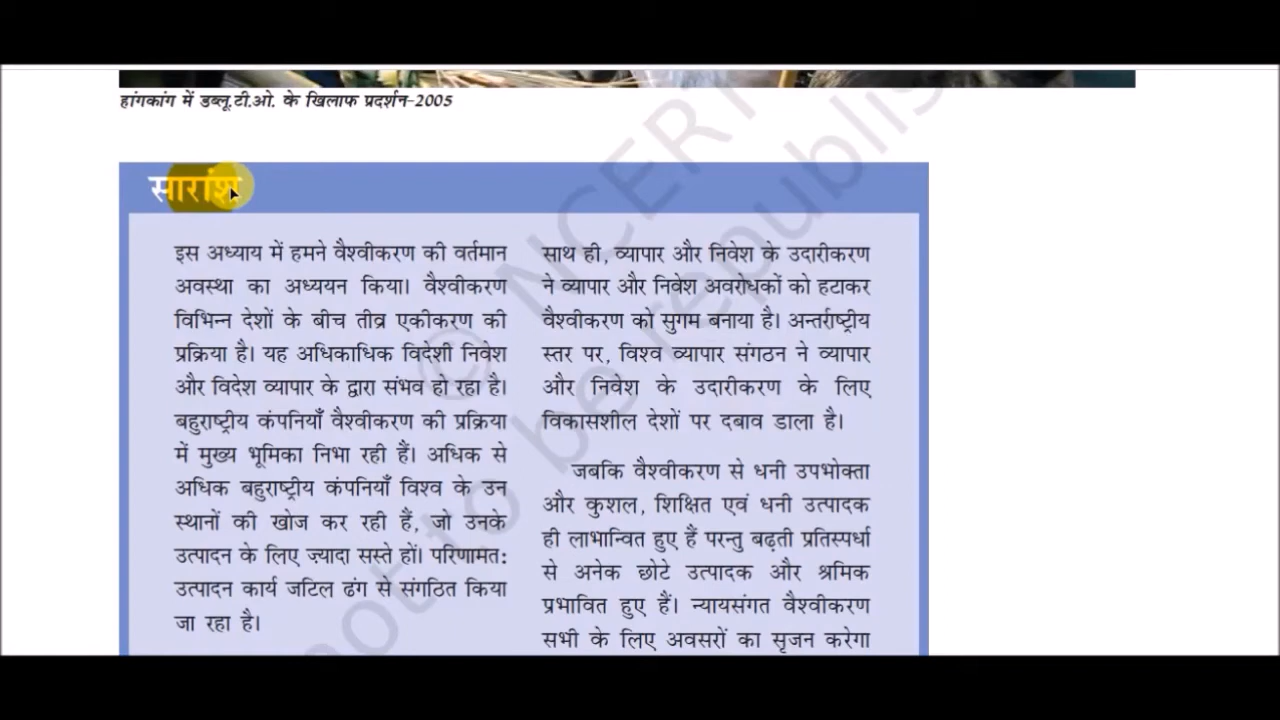 हांगकांग में डब्लू.टी.ओ. के खिलाफ प्रदर्शन-2005
सारांश
इस अध्याय में हमने वैश्वीकरण की वर्तमान
अवस्था का अध्ययन किया। वैश्वीकरण
विभिन्न देशों के बीच तीव्र एकीकरण की
प्रक्रिया है। यह अधिकाधिक विदेशी निवेश
और विदेश व्यापार के द्वारा संभव हो रहा है।
बहुराष्ट्रीय कंपनियाँ वैश्वीकरण की प्रक्रिया
में मुख्य भूमिका निभा रही हैं। अधिक से
अधिक बहुराष्ट्रीय कंपनियाँ विश्व के उन
स्थानों की खोज कर रही हैं, जो उनके
उत्पादन के लिए ज़्यादा सस्ते हों। परिणामत:
उत्पादन कार्य जटिल ढंग से संगठित किया
जा रहा है।
साथ ही, व्यापार और निवेश के उदारीकरण
ने व्यापार और निवेश अवरोधकों को हटाकर
वैश्वीकरण को सुगम बनाया है। अन्तर्राष्ट्रीय
स्तर पर, विश्व व्यापार संगठन ने व्यापार
और निवेश के उदारीकरण के लिए
विकासशील देशों पर दबाव डाला है।
जबकि वैश्वीकरण से धनी उपभोक्ता
और कुशल, शिक्षित एवं धनी उत्पादक
ही लाभान्वित हुए हैं परन्तु बढ़ती प्रतिस्पर्धा
से अनेक छोटे उत्पादक और श्रमिक
प्रभावित हुए हैं। न्यायसंगत वैश्वीकरण
सभी के लिए अवसरों का सृजन करेगा
© NCERT
not to be republis